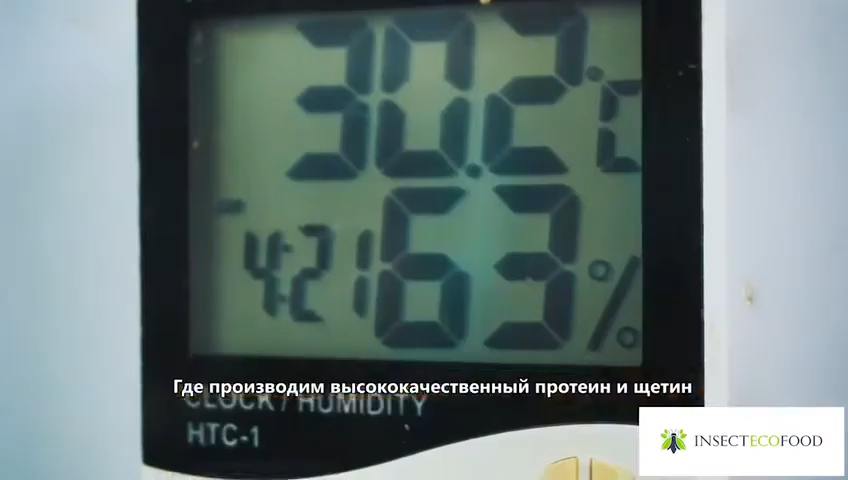 30.2°C
4:21 63%
Где производим высококачественный протеин и щетин
CLOCK / HUMIDITY
HTC-1
INSECTECOFOOD